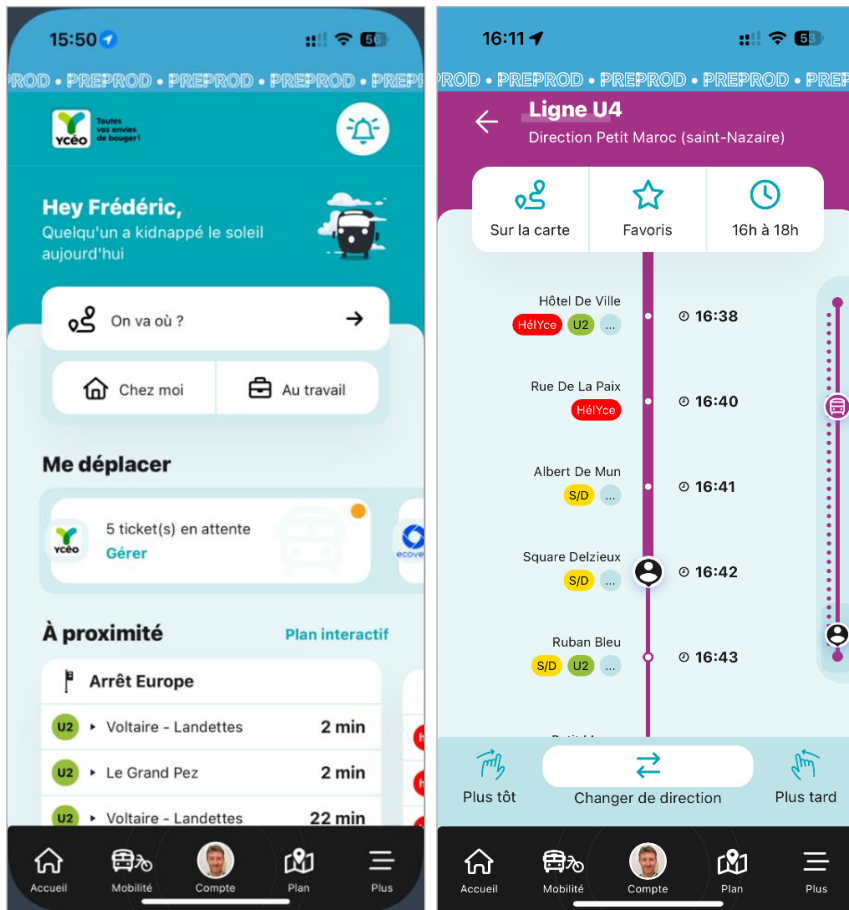 15:50
56
PREPROD • PREPROD • PREPROD
YCÉO
Toutes
vos envies
de bouger!
Hey Frédéric,
Quelqu'un a kidnappé le soleil
aujourd'hui
On va où ?
Chez moi
Au travail
Me déplacer
YCÉO
5 ticket(s) en attente
Gérer
À proximité
Plan interactif
Arrêt Europe
U2 ‣ Voltaire - Landettes 2 min
U2 ‣ Le Grand Pez 2 min
U2 ‣ Voltaire - Landettes 22 min
Accueil
Mobilité
Compte
Plan
Plus
16:11
53
PREPROD • PREPROD • PREPROD
Ligne U4
Direction Petit Maroc (saint-Nazaire)
Sur la carte
Favoris
16h à 18h
Hôtel De Ville
HélYce U2 ...
16:38
Rue De La Paix
HélYce
16:40
Albert De Mun
S/D ...
16:41
Square Delzieux
S/D ...
16:42
Ruban Bleu
S/D U2 ...
16:43
Plus tôt
Changer de direction
Plus tard
Accueil
Mobilité
Compte
Plan
Plus